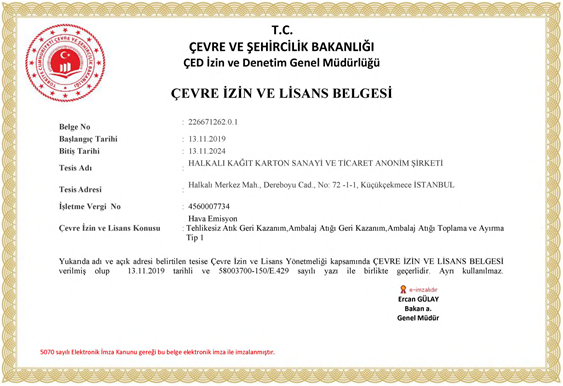 T.C.
ÇEVRE VE ŞEHİRCİLİK BAKANLIĞI
ÇED İzin ve Denetim Genel Müdürlüğü
ÇEVRE İZİN VE LİSANS BELGESİ
Belge No : 226671262.0.1
Başlangıç Tarihi : 13.11.2019
Bitiş Tarihi : 13.11.2024
Tesis Adı : HALKALI KAĞIT KARTON SANAYİ VE TİCARET ANONİM ŞİRKETİ
Tesis Adresi : Halkalı Merkez Mah., Dereboyu Cad., No: 72 -1-1, Küçükçekmece İSTANBUL
İşletme Vergi No : 4560007734
Hava Emisyon
Çevre İzin ve Lisans Konusu : Tehlikesiz Atık Geri Kazanım,Ambalaj Atığı Geri Kazanım,Ambalaj Atığı Toplama ve Ayırma
Tip 1
Yukarıda adı ve açık adresi belirtilen tesise Çevre İzin ve Lisans Yönetmeliği kapsamında ÇEVRE İZİN VE LİSANS BELGESİ
verilmiş olup 13.11.2019 tarihli ve 58003700-150/E.429 sayılı yazı ile birlikte geçerlidir. Ayrı kullanılmaz.
e-imzalıdır
Ercan GÜLAY
Bakan a.
Genel Müdür
5070 sayılı Elektronik İmza Kanunu gereği bu belge elektronik imza ile imzalanmıştır.